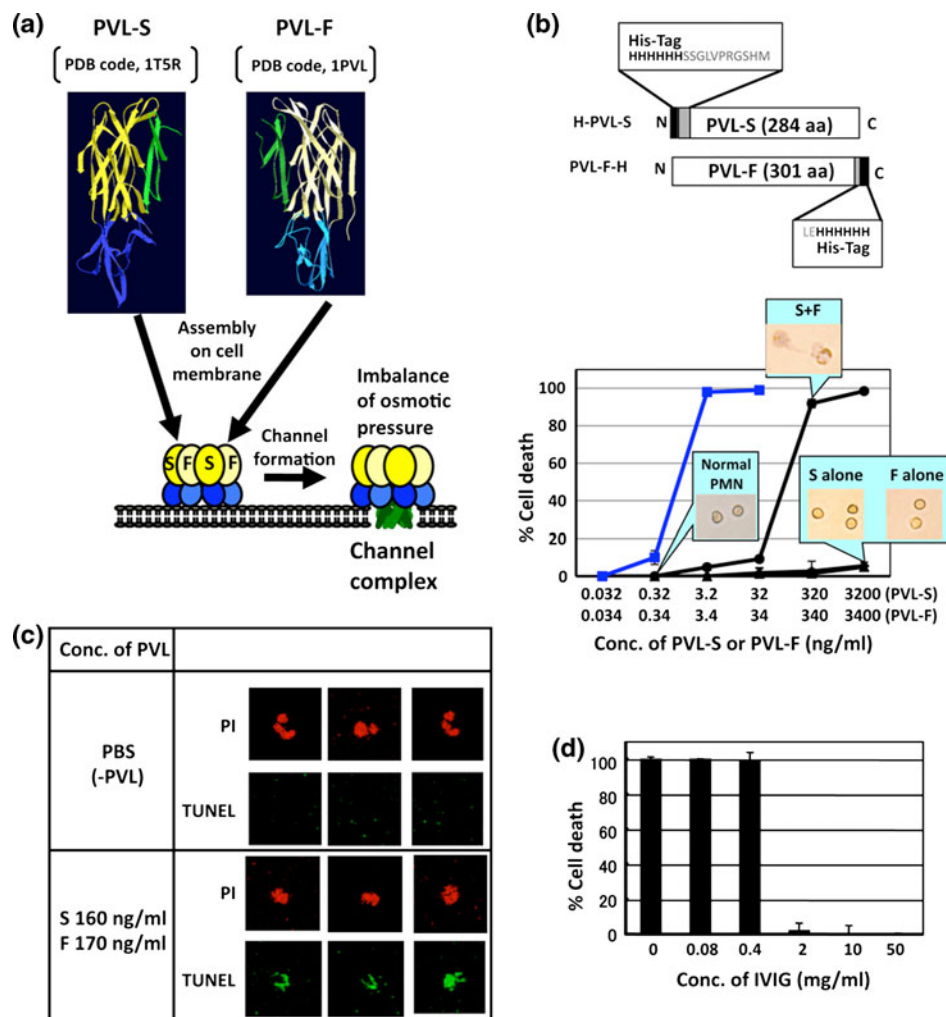 (a)
PVL-S
PVL-F
PDB code, 1T5R
PDB code, 1PVL
Assembly
on cell
membrane
S F S F
Channel
formation
Imbalance
of osmotic
pressure
Channel
complex
(b)
His-Tag
HHHHHHSSGLVPRGSHM
H-PVL-S N PVL-S (284 aa) C
PVL-F-H N PVL-F (301 aa) C
LEHHHHHH
His-Tag
S+F
Normal
PMN
S alone F alone
% Cell death
100
80
60
40
20
0
0.032 0.32 3.2 32 320 3200 (PVL-S)
0.034 0.34 3.4 34 340 3400 (PVL-F)
Conc. of PVL-S or PVL-F (ng/ml)
(c)
Conc. of PVL
PBS
(-PVL)
PI
TUNEL
S 160 ng/ml
F 170 ng/ml
PI
TUNEL
(d)
% Cell death
100
80
60
40
20
0
0 0.08 0.4 2 10 50
Conc. of IVIG (mg/ml)